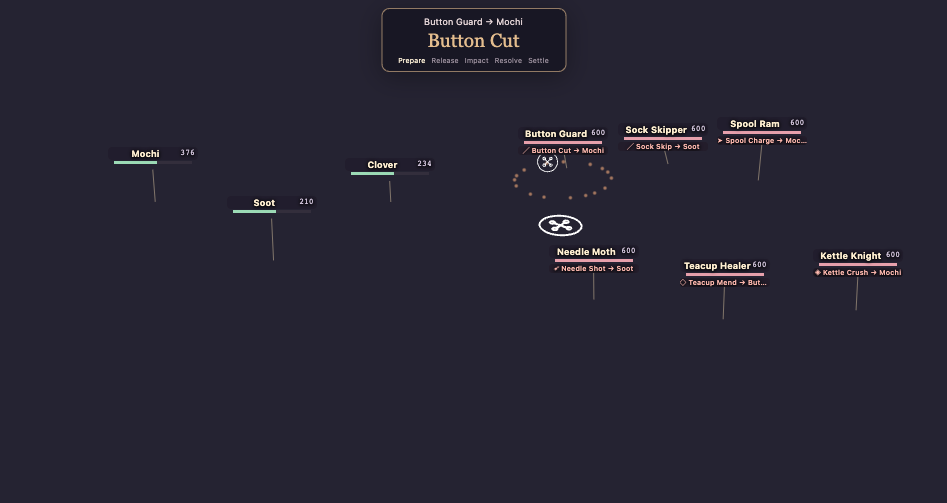 Button Guard → Mochi
Button Cut
Prepare Release Impact Resolve Settle
Mochi 376
Soot 210
Clover 234
Button Guard 600
Button Cut → Mochi
Sock Skipper 600
Sock Skip → Soot
Spool Ram 600
Spool Charge → Moc...
Needle Moth 600
Needle Shot → Soot
Teacup Healer 600
Teacup Mend → But...
Kettle Knight 600
Kettle Crush → Mochi